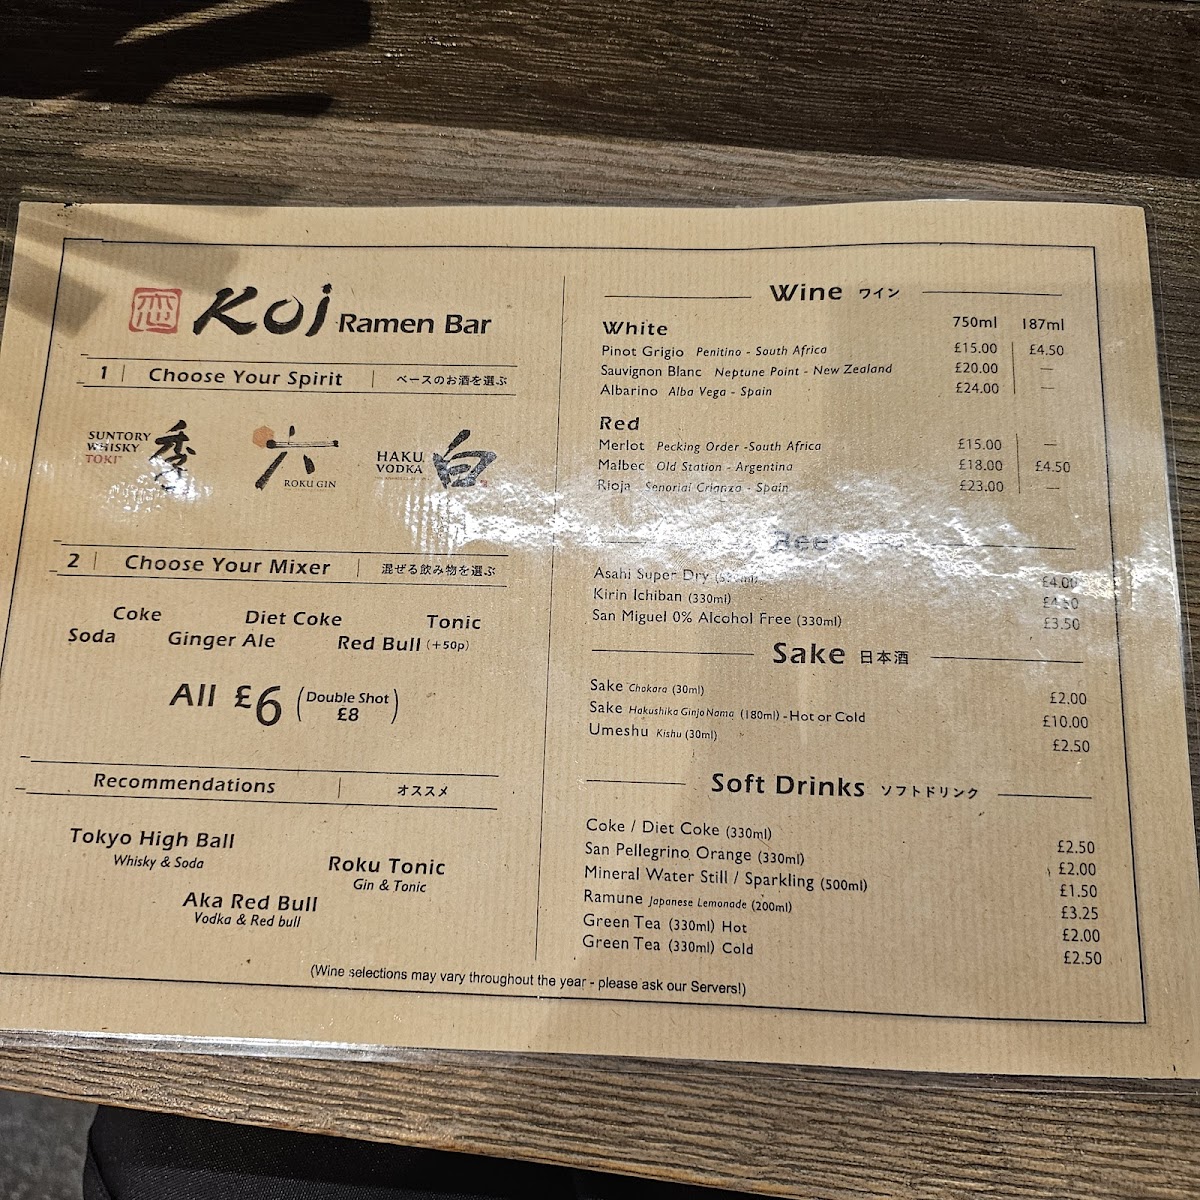 恋 Koi Ramen Bar
1 Choose Your Spirit ベースのお酒を選ぶ
SUNTORY
WHISKY
TOKI
季
六
ROKU GIN
HAKU
VODKA
白
2 Choose Your Mixer 混ぜる飲み物を選ぶ
Coke Diet Coke Tonic
Soda Ginger Ale Red Bull (+50p)
All £6 (Double Shot £8)
Recommendations オススメ
Tokyo High Ball
Whisky & Soda
Roku Tonic
Gin & Tonic
Aka Red Bull
Vodka & Red bull
Wine ワイン
White 750ml 187ml
Pinot Grigio Penitino - South Africa £15.00 £4.50
Sauvignon Blanc Neptune Point - New Zealand £20.00 —
Albarino Alba Vega - Spain £24.00 —
Red
Merlot Pecking Order -South Africa £15.00 —
Malbec Old Station - Argentina £18.00 £4.50
Rioja Senorial Crianza - Spain £23.00 —
Beer
Asahi Super Dry £4.00
Kirin Ichiban (330ml)
San Miguel 0% Alcohol Free (330ml) £3.50
Sake 日本酒
Sake Chokara (30ml) £2.00
Sake Hakushika Ginjo Nama (180ml) - Hot or Cold £10.00
Umeshu Kishu (30ml) £2.50
Soft Drinks ソフトドリンク
Coke / Diet Coke (330ml) £2.50
San Pellegrino Orange (330ml) £2.00
Mineral Water Still / Sparkling (500ml) £1.50
Ramune Japanese Lemonade (200ml) £3.25
Green Tea (330ml) Hot £2.00
Green Tea (330ml) Cold £2.50
(Wine selections may vary throughout the year - please ask our Servers!)